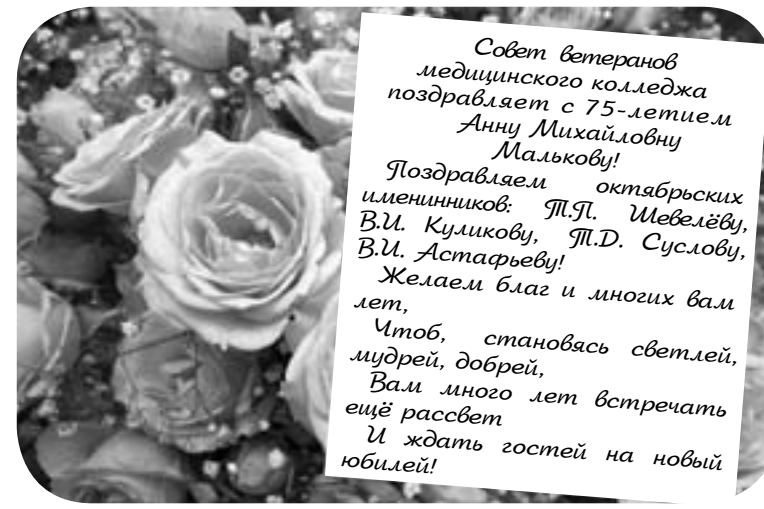 Совет ветеранов
медицинского колледжа
поздравляет с 75-летием
Анну Михайловну
Малькову!
Поздравляем октябрьских
именинников: Т.П. Шевелёву,
В.И. Куликову, Т.D. Суслову,
В.И. Астафьеву!
Желаем благ и многих вам
лет,
Чтоб, становясь светлей,
мудрей, добрей,
Вам много лет встречать
ещё рассвет
И ждать гостей на новый
юбилей!